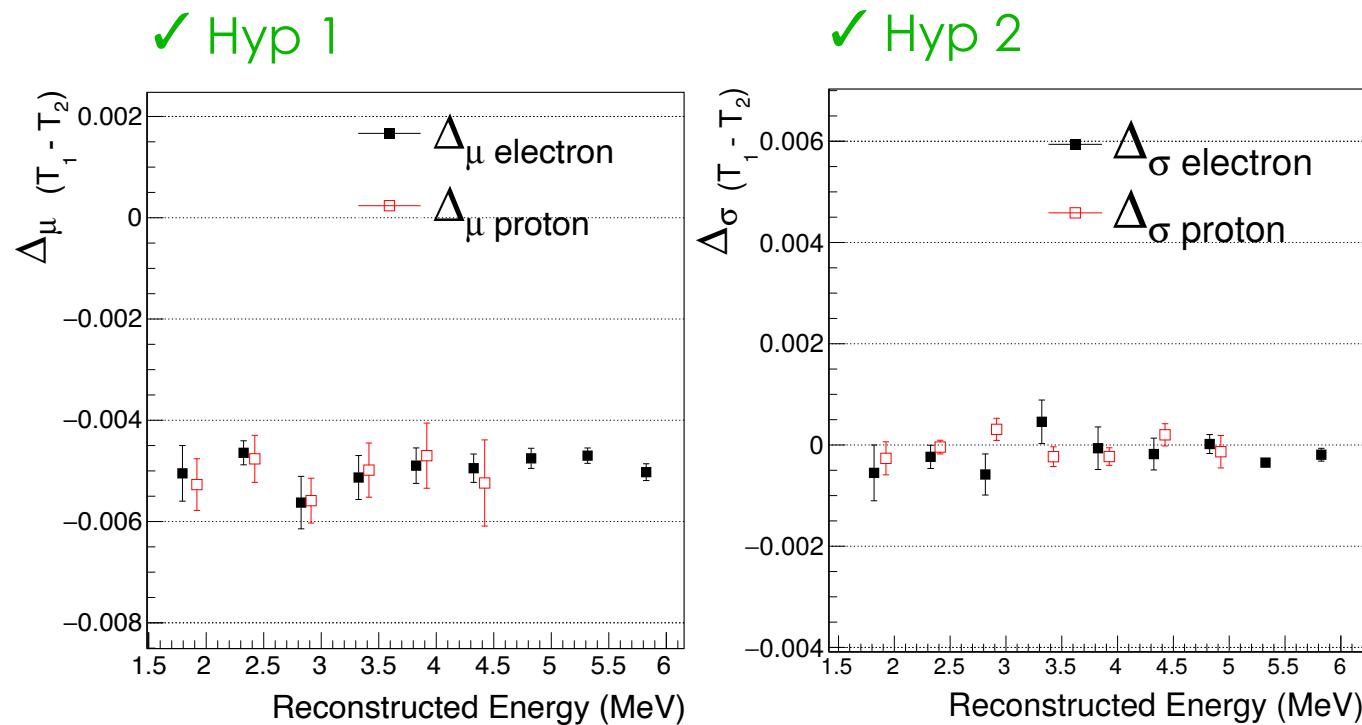 ✓ Hyp 1
Δμ (T1 - T2)
0.002
0
−0.002
−0.004
−0.006
−0.008
Δμ electron
Δμ proton
1.5 2 2.5 3 3.5 4 4.5 5 5.5 6
Reconstructed Energy (MeV)
✓ Hyp 2
Δσ (T1 - T2)
0.006
0.004
0.002
0
−0.002
−0.004
Δσ electron
Δσ proton
1.5 2 2.5 3 3.5 4 4.5 5 5.5 6
Reconstructed Energy (MeV)